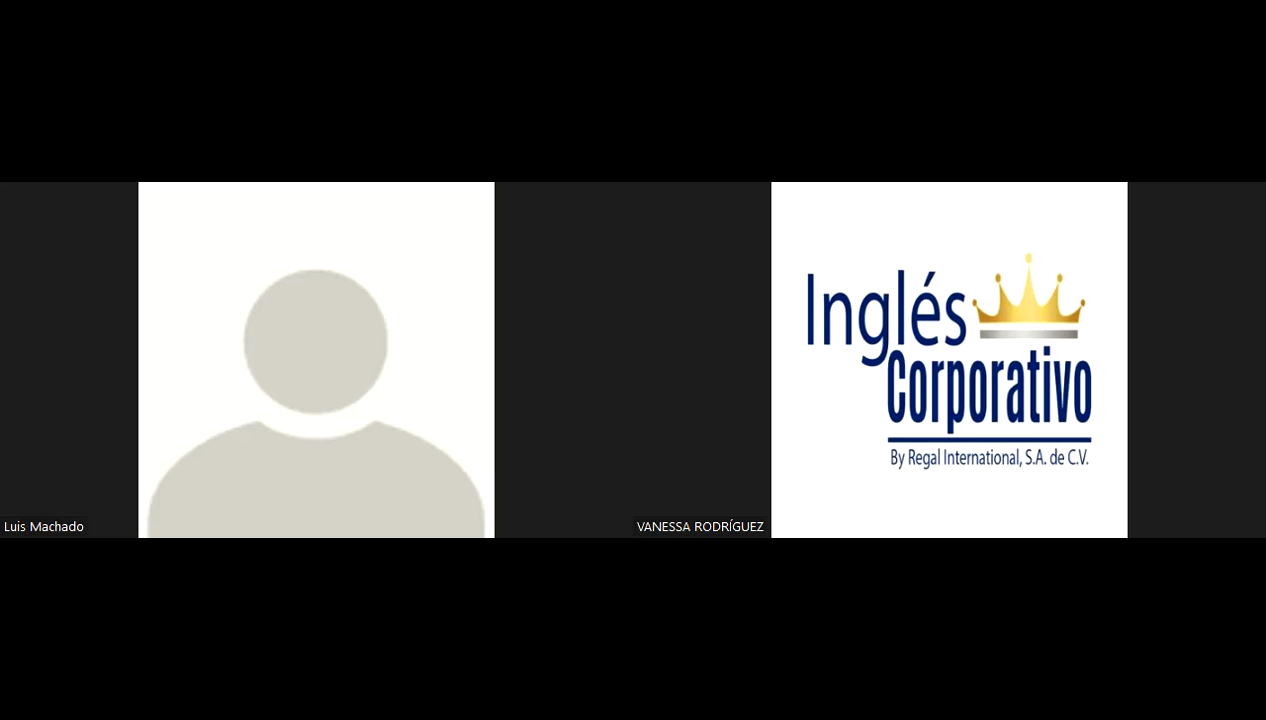 Inglés
Corporativo
By Regal International, S.A. de C.V.
Luis Machado
VANESSA RODRÍGUEZ